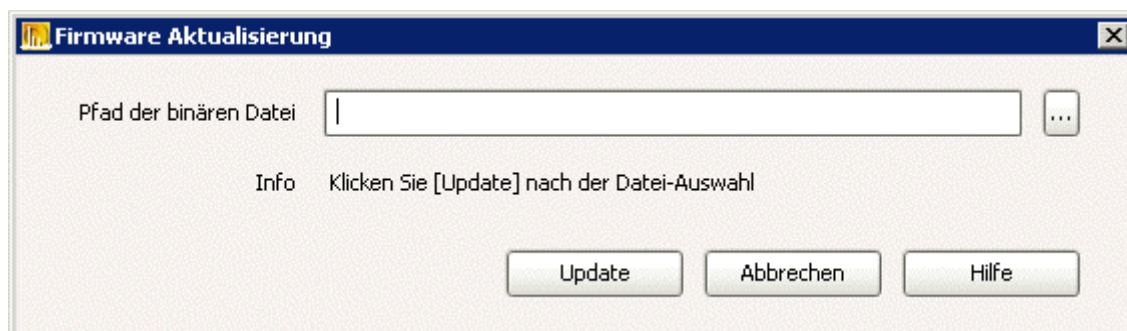 Firmware Aktualisierung
Pfad der binären Datei
...
Info Klicken Sie [Update] nach der Datei-Auswahl
Update Abbrechen Hilfe